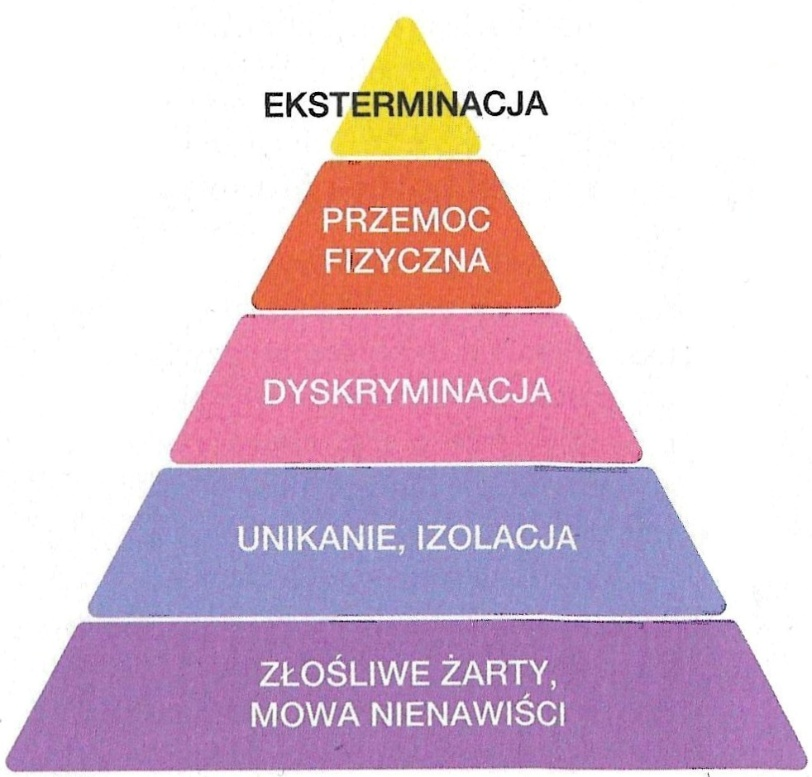 EKSTERMINACJA
PRZEMOC
FIZYCZNA
DYSKRYMINACJA
UNIKANIE, IZOLACJA
ZŁOŚLIWE ŻARTY,
MOWA NIENAWIŚCI